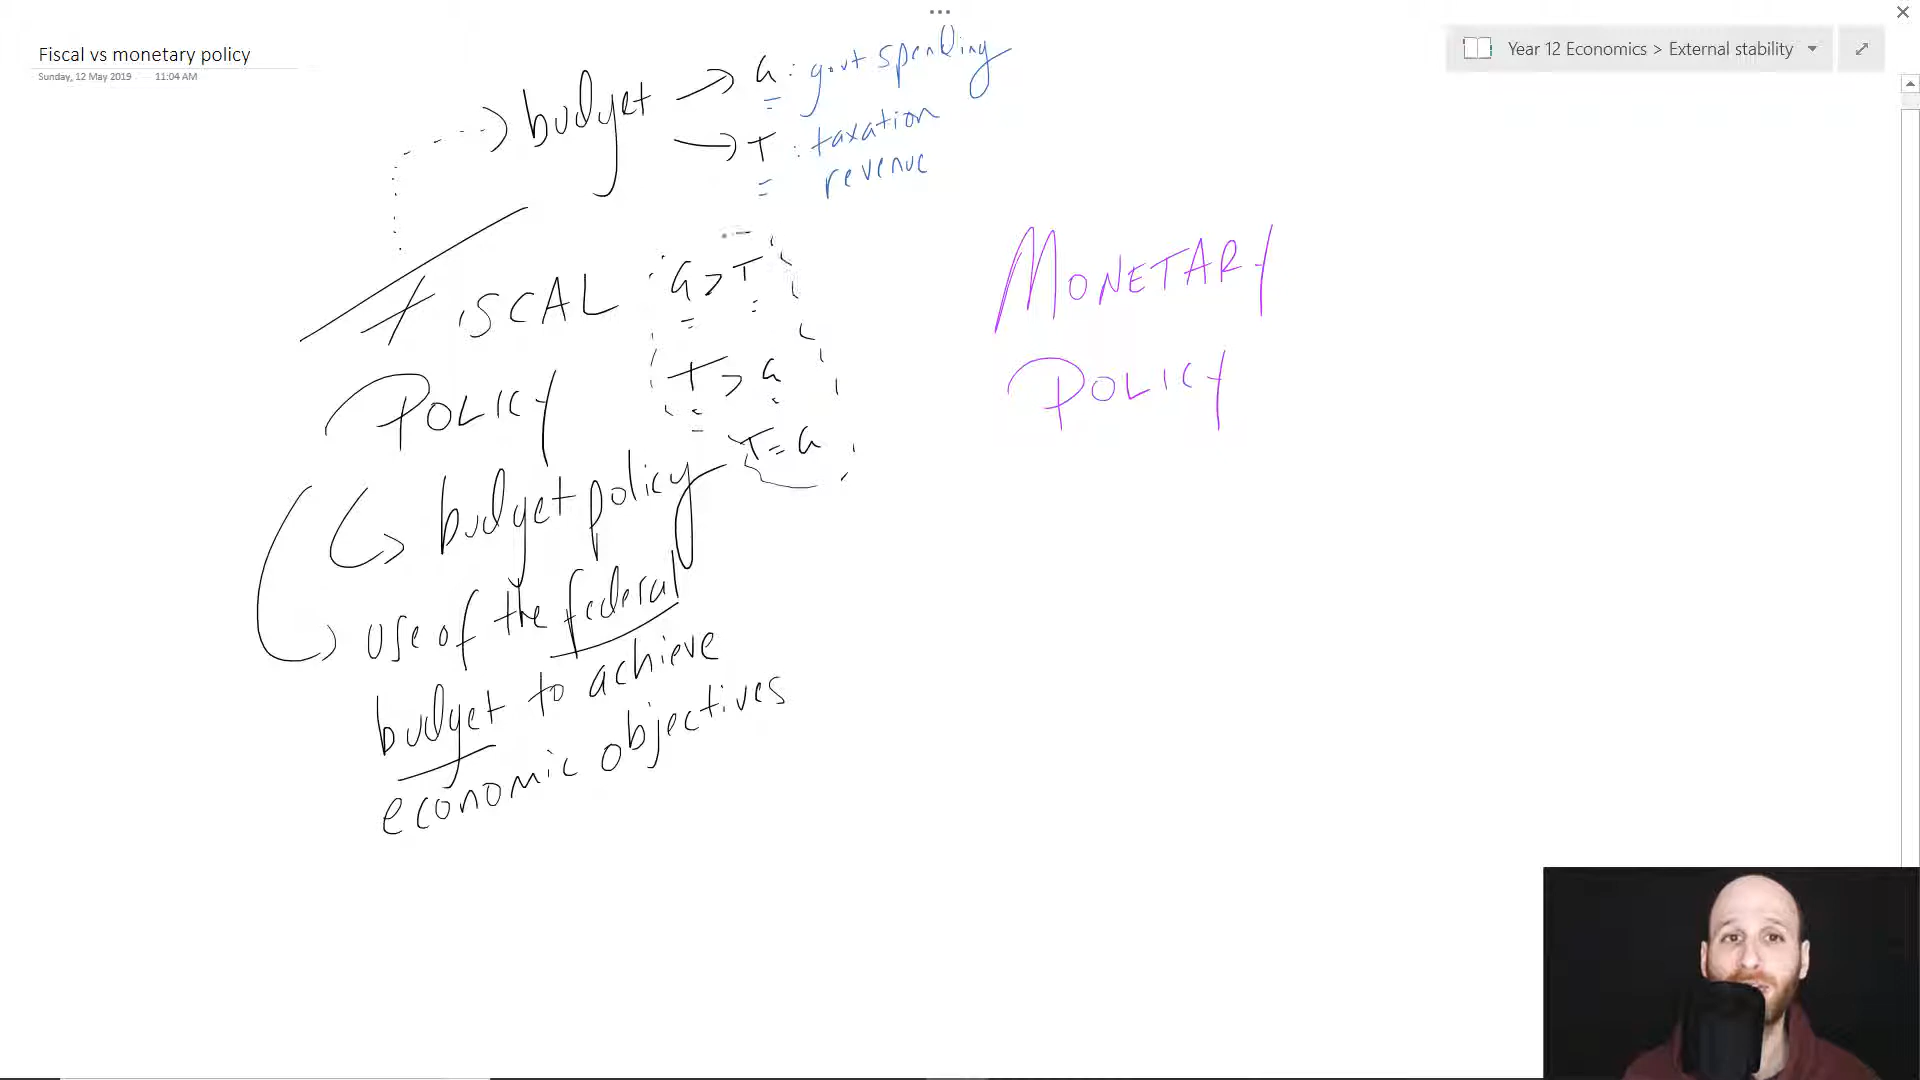 Fiscal vs monetary policy
Sunday, 12 May 2019 11:04 AM
Year 12 Economics > External stability
budget → G : govt spending
→ T : taxation
revenue
FISCAL
POLICY
G > T
T > G
T = G
budget policy
use of the federal
budget to achieve
economic objectives
MONETARY
POLICY